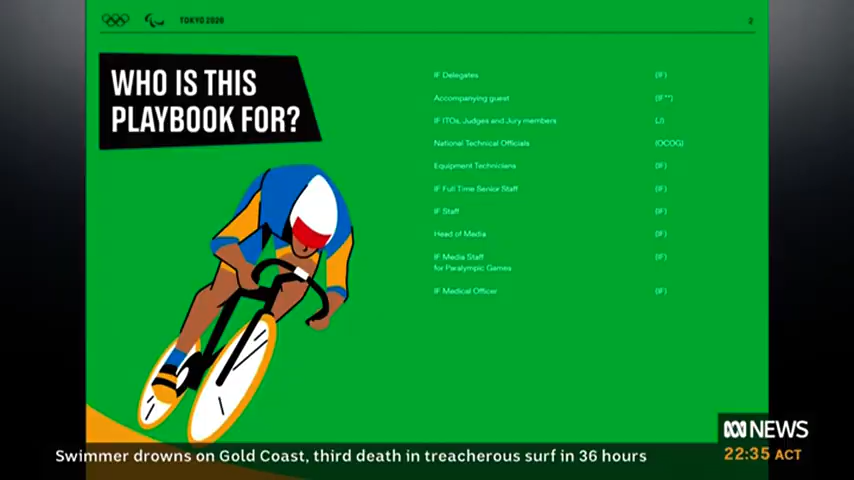 TOKYO 2020
2
WHO IS THIS
PLAYBOOK FOR?
IF Delegates (IF)
Accompanying guest (IF**)
IF ITOs, Judges and Jury members (J)
National Technical Officials (OCOG)
Equipment Technicians (IF)
IF Full Time Senior Staff (IF)
IF Staff (IF)
Head of Media (IF)
IF Media Staff (IF)
for Paralympic Games
IF Medical Officer (IF)
NEWS
22:35 ACT
Swimmer drowns on Gold Coast, third death in treacherous surf in 36 hours